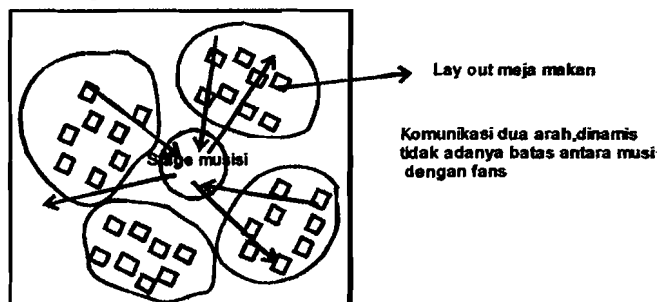 Lay out meja makan
Stage musisi
Komunikasi dua arah,dinamis
tidak adanya batas antara musi
dengan fans